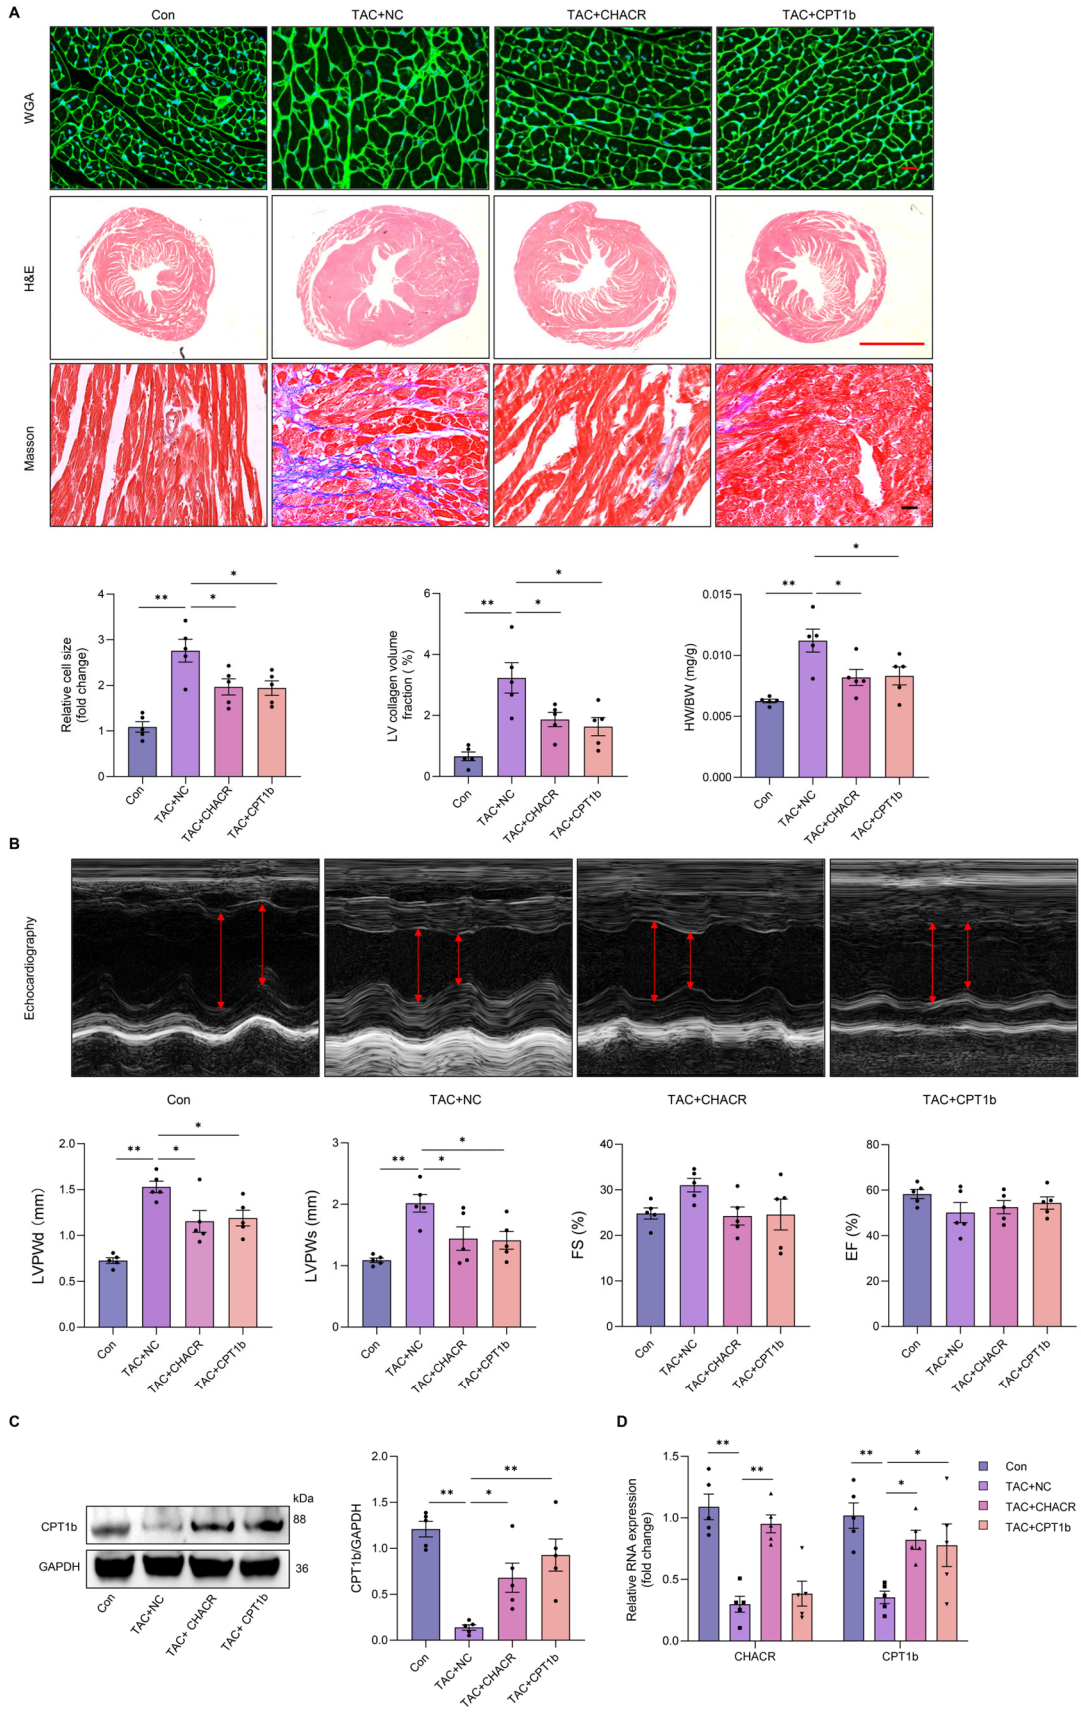 A
Con
TAC+NC
TAC+CHACR
TAC+CPT1b
WGA
H&E
Masson
Relative cell size
(fold change)
4
3
2
1
0
**
*
*
Con
TAC+NC
TAC+CHACR
TAC+CPT1b
LV collagen volume
fraction ( %)
6
4
2
0
**
*
*
Con
TAC+NC
TAC+CHACR
TAC+CPT1b
HW/BW (mg/g)
0.015
0.010
0.005
0.000
**
*
*
Con
TAC+NC
TAC+CHACR
TAC+CPT1b
B
Echocardiography
Con
TAC+NC
TAC+CHACR
TAC+CPT1b
LVPWd (mm)
2.0
1.5
1.0
0.5
0.0
**
*
*
Con
TAC+NC
TAC+CHACR
TAC+CPT1b
LVPWs (mm)
3
2
1
0
**
*
*
Con
TAC+NC
TAC+CHACR
TAC+CPT1b
FS (%)
40
30
20
10
0
Con
TAC+NC
TAC+CHACR
TAC+CPT1b
EF (%)
80
60
40
20
0
Con
TAC+NC
TAC+CHACR
TAC+CPT1b
C
kDa
CPT1b
88
GAPDH
36
Con
TAC+NC
TAC+ CHACR
TAC+ CPT1b
CPT1b/GAPDH
2.0
1.5
1.0
0.5
0.0
**
*
**
Con
TAC+NC
TAC+CHACR
TAC+CPT1b
D
Relative RNA expression
(fold change)
1.5
1.0
0.5
0.0
**
**
**
*
*
CHACR
CPT1b
Con
TAC+NC
TAC+CHACR
TAC+CPT1b